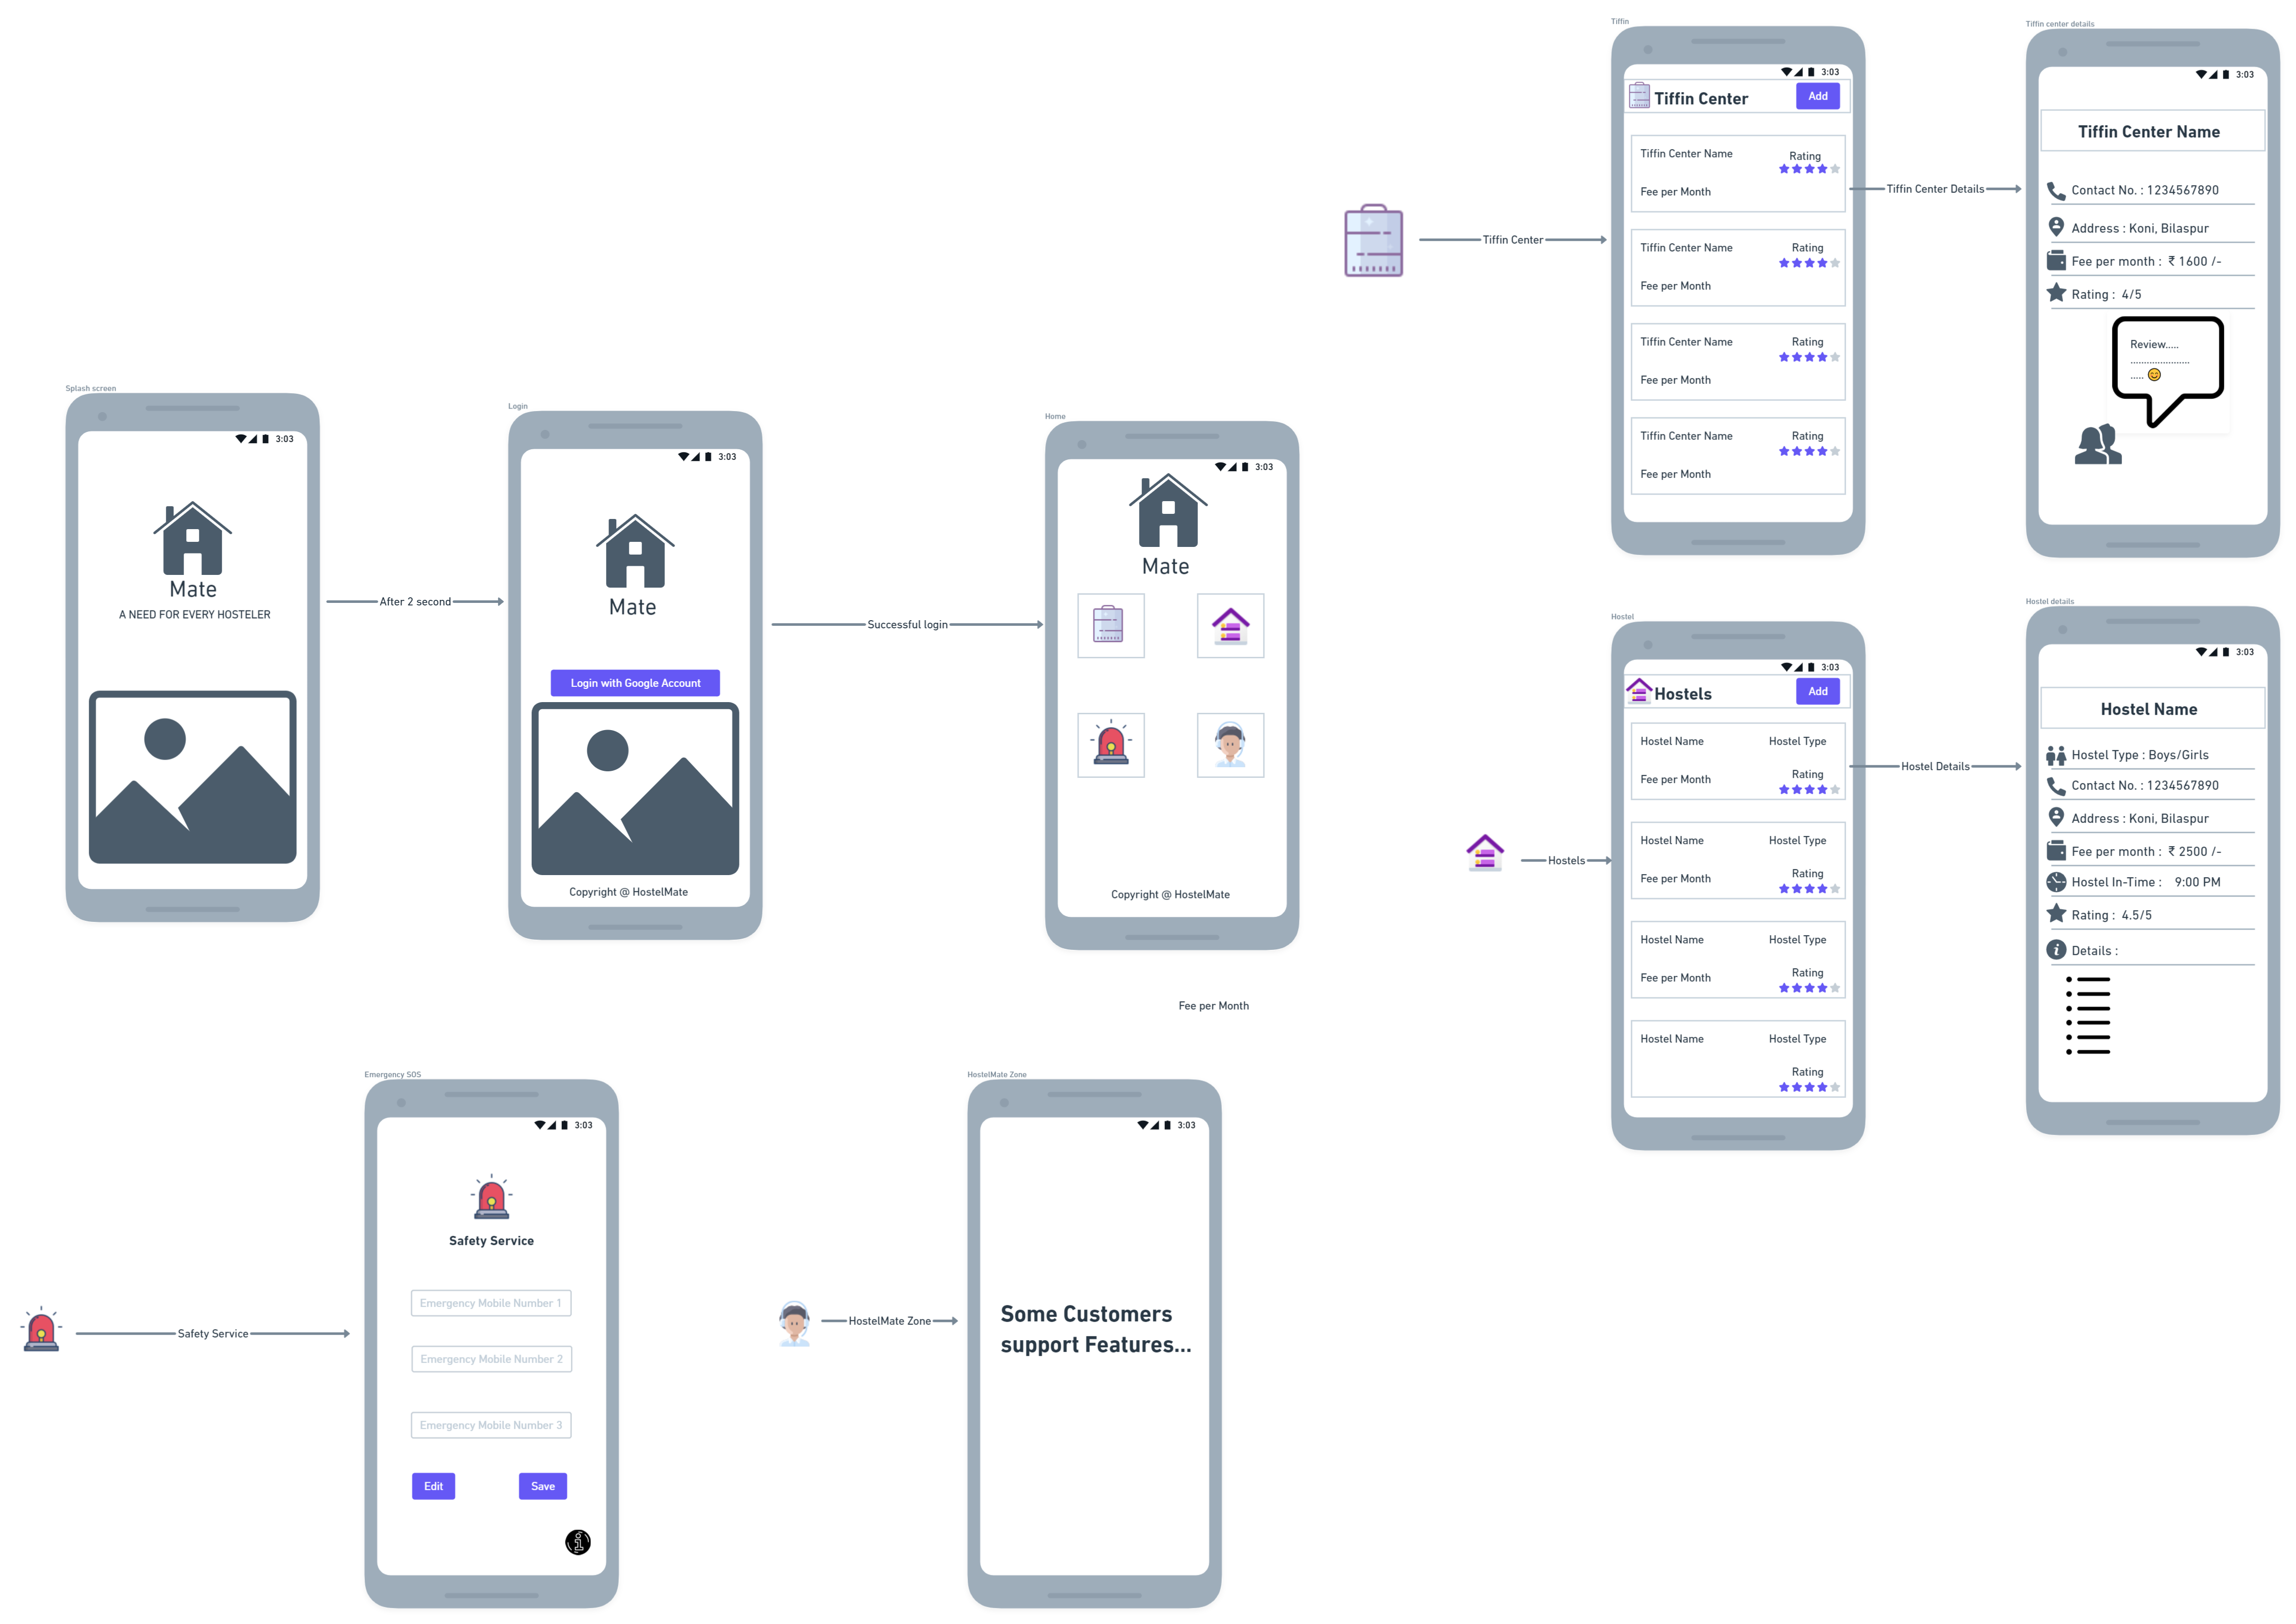 Splash screen
3:03
Mate
A NEED FOR EVERY HOSTELER
After 2 second
Login
3:03
Mate
Login with Google Account
Copyright @ HostelMate
Successful login
Home
3:03
Mate
Copyright @ HostelMate
Fee per Month
Tiffin Center
Tiffin
3:03
Tiffin Center
Add
Tiffin Center Name
Rating
Fee per Month
Tiffin Center Name
Rating
Fee per Month
Tiffin Center Name
Rating
Fee per Month
Tiffin Center Name
Rating
Fee per Month
Tiffin Center Details
Tiffin center details
3:03
Tiffin Center Name
Contact No. : 1234567890
Address : Koni, Bilaspur
Fee per month : ₹ 1600 /-
Rating : 4/5
Review.....
......................
..... 😊
Hostels
Hostel
3:03
Hostels
Add
Hostel Name Hostel Type
Rating
Fee per Month
Hostel Name Hostel Type
Rating
Fee per Month
Hostel Name Hostel Type
Rating
Fee per Month
Hostel Name Hostel Type
Rating
Hostel Details
Hostel details
3:03
Hostel Name
Hostel Type : Boys/Girls
Contact No. : 1234567890
Address : Koni, Bilaspur
Fee per month : ₹ 2500 /-
Hostel In-Time : 9:00 PM
Rating : 4.5/5
Details :
Safety Service
Emergency SOS
3:03
Safety Service
Emergency Mobile Number 1
Emergency Mobile Number 2
Emergency Mobile Number 3
Edit Save
HostelMate Zone
HostelMate Zone
3:03
Some Customers
support Features...